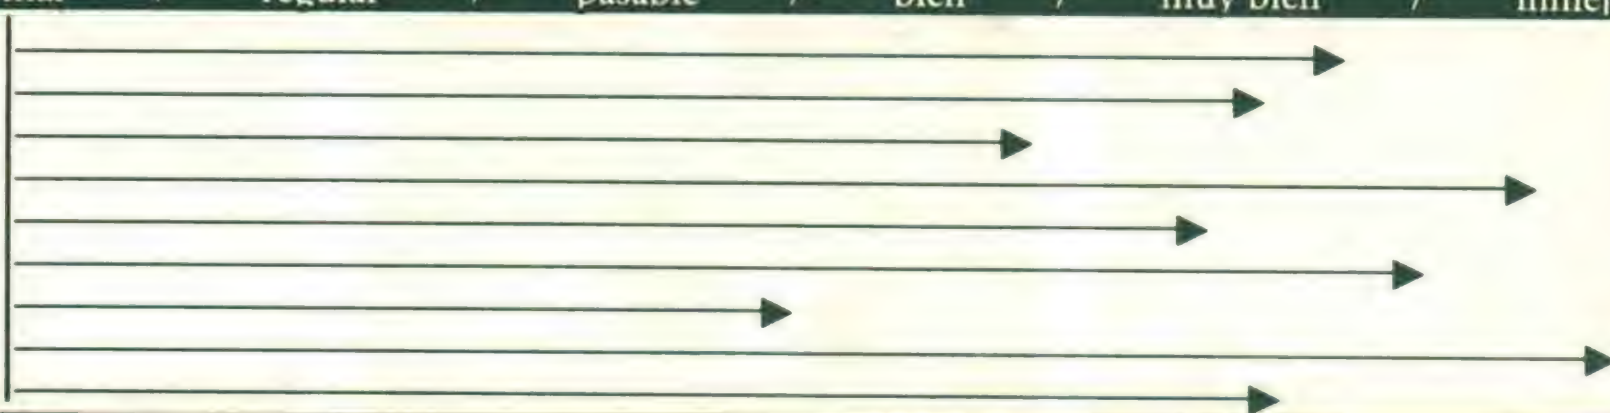 regular / pasable / bien / muy bien /